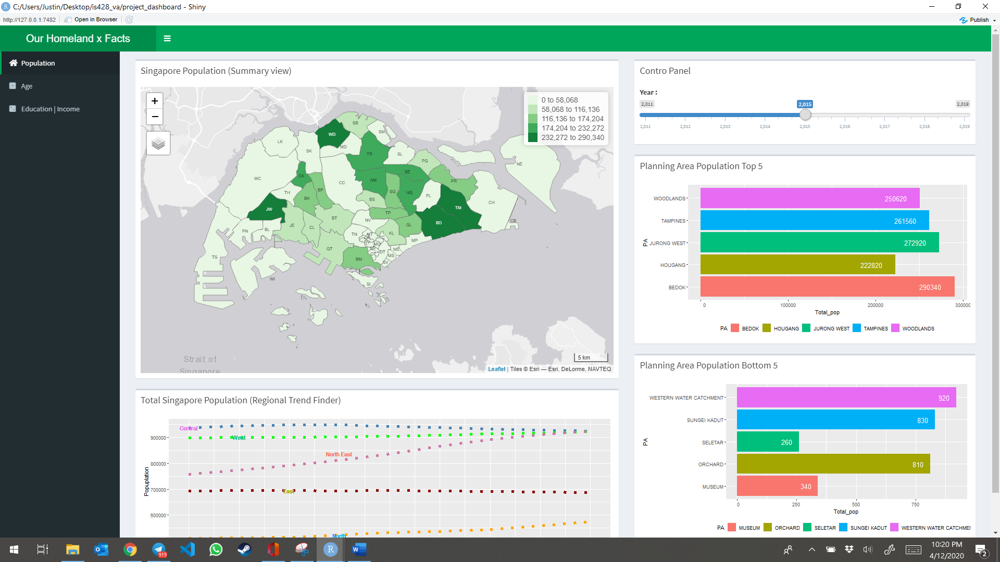 C:/Users/Justin/Desktop/is428_va/project_dashboard - Shiny
http://127.0.0.1:7482
Open in Browser
Publish
Our Homeland x Facts
Population
Age
Education | Income
Singapore Population (Summary view)
+
−
0 to 58,068
58,068 to 116,136
116,136 to 174,204
174,204 to 232,272
232,272 to 290,340
SB
WD
SM
LK
MD
SK
YS
SL
PG
NE
SE
CK
WC
CC
AM
PR
BP
TH
SG
HG
PL
BK
BS
CH
TM
JW
TP
BT
NV
CB
GL
BD
JE
CL
PN
BL
TN
NT
KL
OR
RC
RV
MP
MU
QT
SR
ME
DT
OT
MS
TS
BM
SV
WI
SI
Strait of
Singapore
5 km
Leaflet | Tiles © Esri — Esri, DeLorme, NAVTEQ
Total Singapore Population (Regional Trend Finder)
Central
West
North East
East
North
900000
800000
700000
600000
Popuplation
Contro Panel
Year :
2,011
2,015
2,019
2,011
2,012
2,013
2,014
2,015
2,016
2,017
2,018
2,019
Planning Area Population Top 5
WOODLANDS
250620
TAMPINES
261560
PA
JURONG WEST
272920
HOUGANG
222820
BEDOK
290340
0
100000
200000
300000
Total_pop
PA
BEDOK
HOUGANG
JURONG WEST
TAMPINES
WOODLANDS
Planning Area Population Bottom 5
WESTERN WATER CATCHMENT
920
SUNGEI KADUT
830
PA
SELETAR
260
ORCHARD
810
MUSEUM
340
0
250
500
750
Total_pop
PA
MUSEUM
ORCHARD
SELETAR
SUNGEI KADUT
WESTERN WATER CATCHMEN
919
10:20 PM
4/12/2020
2